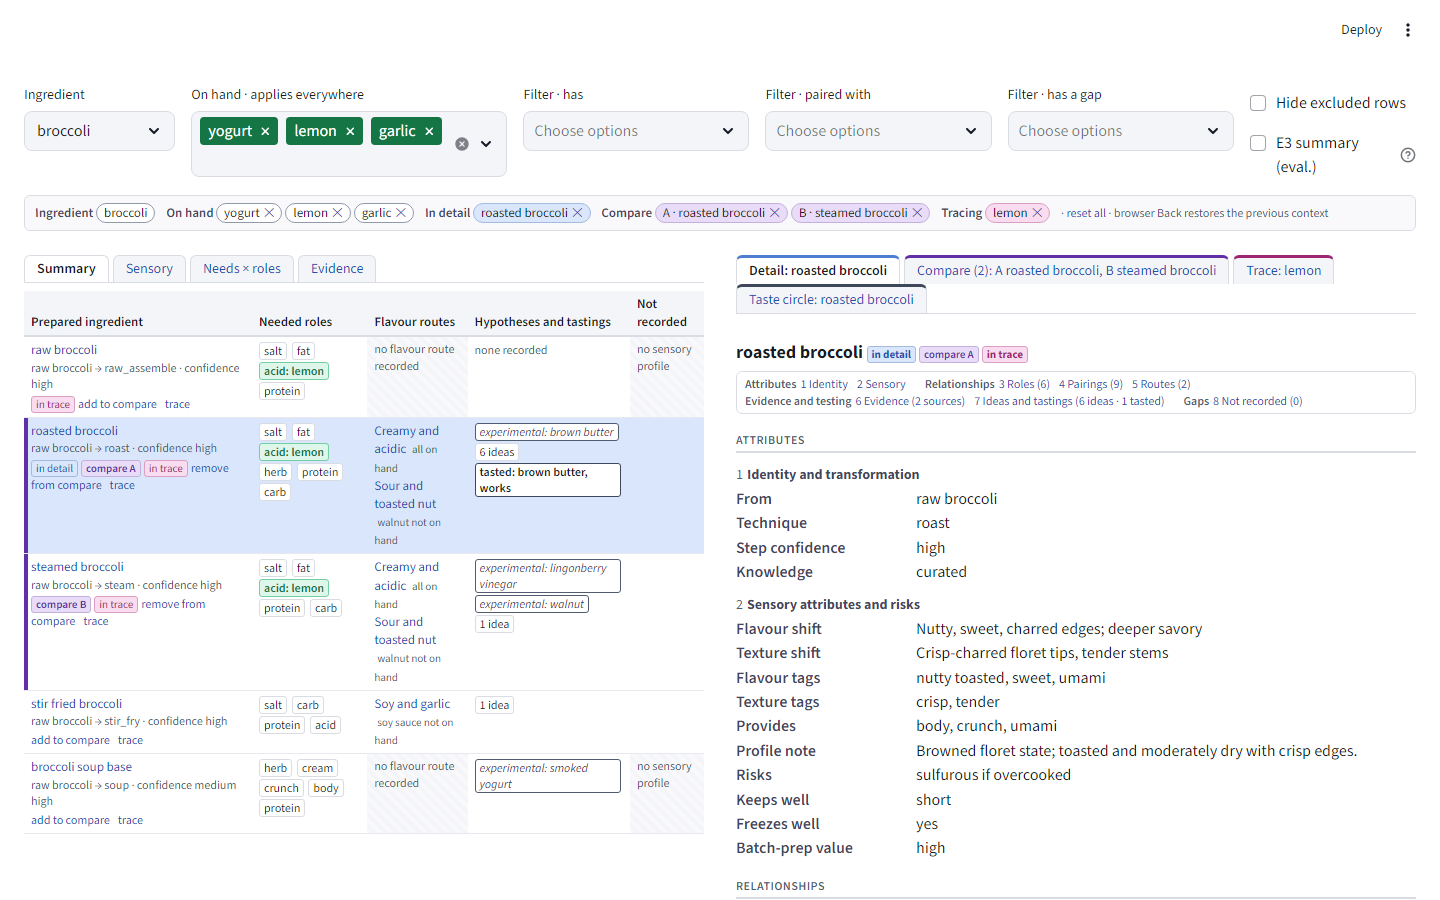 Deploy
Ingredient
On hand · applies everywhere
Filter · has
Filter · paired with
Filter · has a gap
broccoli
yogurt × lemon × garlic ×
Choose options
Choose options
Choose options
Hide excluded rows
E3 summary
(eval.)
Ingredient broccoli On hand yogurt × lemon × garlic × In detail roasted broccoli × Compare A · roasted broccoli × B · steamed broccoli × Tracing lemon × · reset all · browser Back restores the previous context
Summary Sensory Needs × roles Evidence
Prepared ingredient
Needed roles
Flavour routes
Hypotheses and tastings
Not
recorded
raw broccoli
raw broccoli → raw_assemble · confidence
high
in trace add to compare trace
salt fat
acid: lemon
protein
no flavour route
recorded
none recorded
no sensory
profile
roasted broccoli
raw broccoli → roast · confidence high
in detail compare A in trace remove
from compare trace
salt fat
acid: lemon
herb protein
carb
Creamy and
acidic all on
hand
Sour and
toasted nut
walnut not on
hand
experimental: brown butter
6 ideas
tasted: brown butter,
works
steamed broccoli
raw broccoli → steam · confidence high
compare B in trace remove from
compare trace
salt fat
acid: lemon
protein carb
Creamy and
acidic all on
hand
Sour and
toasted nut
walnut not on
hand
experimental: lingonberry
vinegar
experimental: walnut
1 idea
stir fried broccoli
raw broccoli → stir_fry · confidence high
add to compare trace
salt carb
protein acid
Soy and garlic
soy sauce not on
hand
1 idea
broccoli soup base
raw broccoli → soup · confidence medium
high
add to compare trace
herb cream
crunch body
protein
no flavour route
recorded
experimental: smoked
yogurt
no sensory
profile
Detail: roasted broccoli Compare (2): A roasted broccoli, B steamed broccoli Trace: lemon
Taste circle: roasted broccoli
roasted broccoli in detail compare A in trace
Attributes 1 Identity 2 Sensory Relationships 3 Roles (6) 4 Pairings (9) 5 Routes (2)
Evidence and testing 6 Evidence (2 sources) 7 Ideas and tastings (6 ideas · 1 tasted) Gaps 8 Not recorded (0)
ATTRIBUTES
1 Identity and transformation
From raw broccoli
Technique roast
Step confidence high
Knowledge curated
2 Sensory attributes and risks
Flavour shift Nutty, sweet, charred edges; deeper savory
Texture shift Crisp-charred floret tips, tender stems
Flavour tags nutty toasted, sweet, umami
Texture tags crisp, tender
Provides body, crunch, umami
Profile note Browned floret state; toasted and moderately dry with crisp edges.
Risks sulfurous if overcooked
Keeps well short
Freezes well yes
Batch-prep value high
RELATIONSHIPS